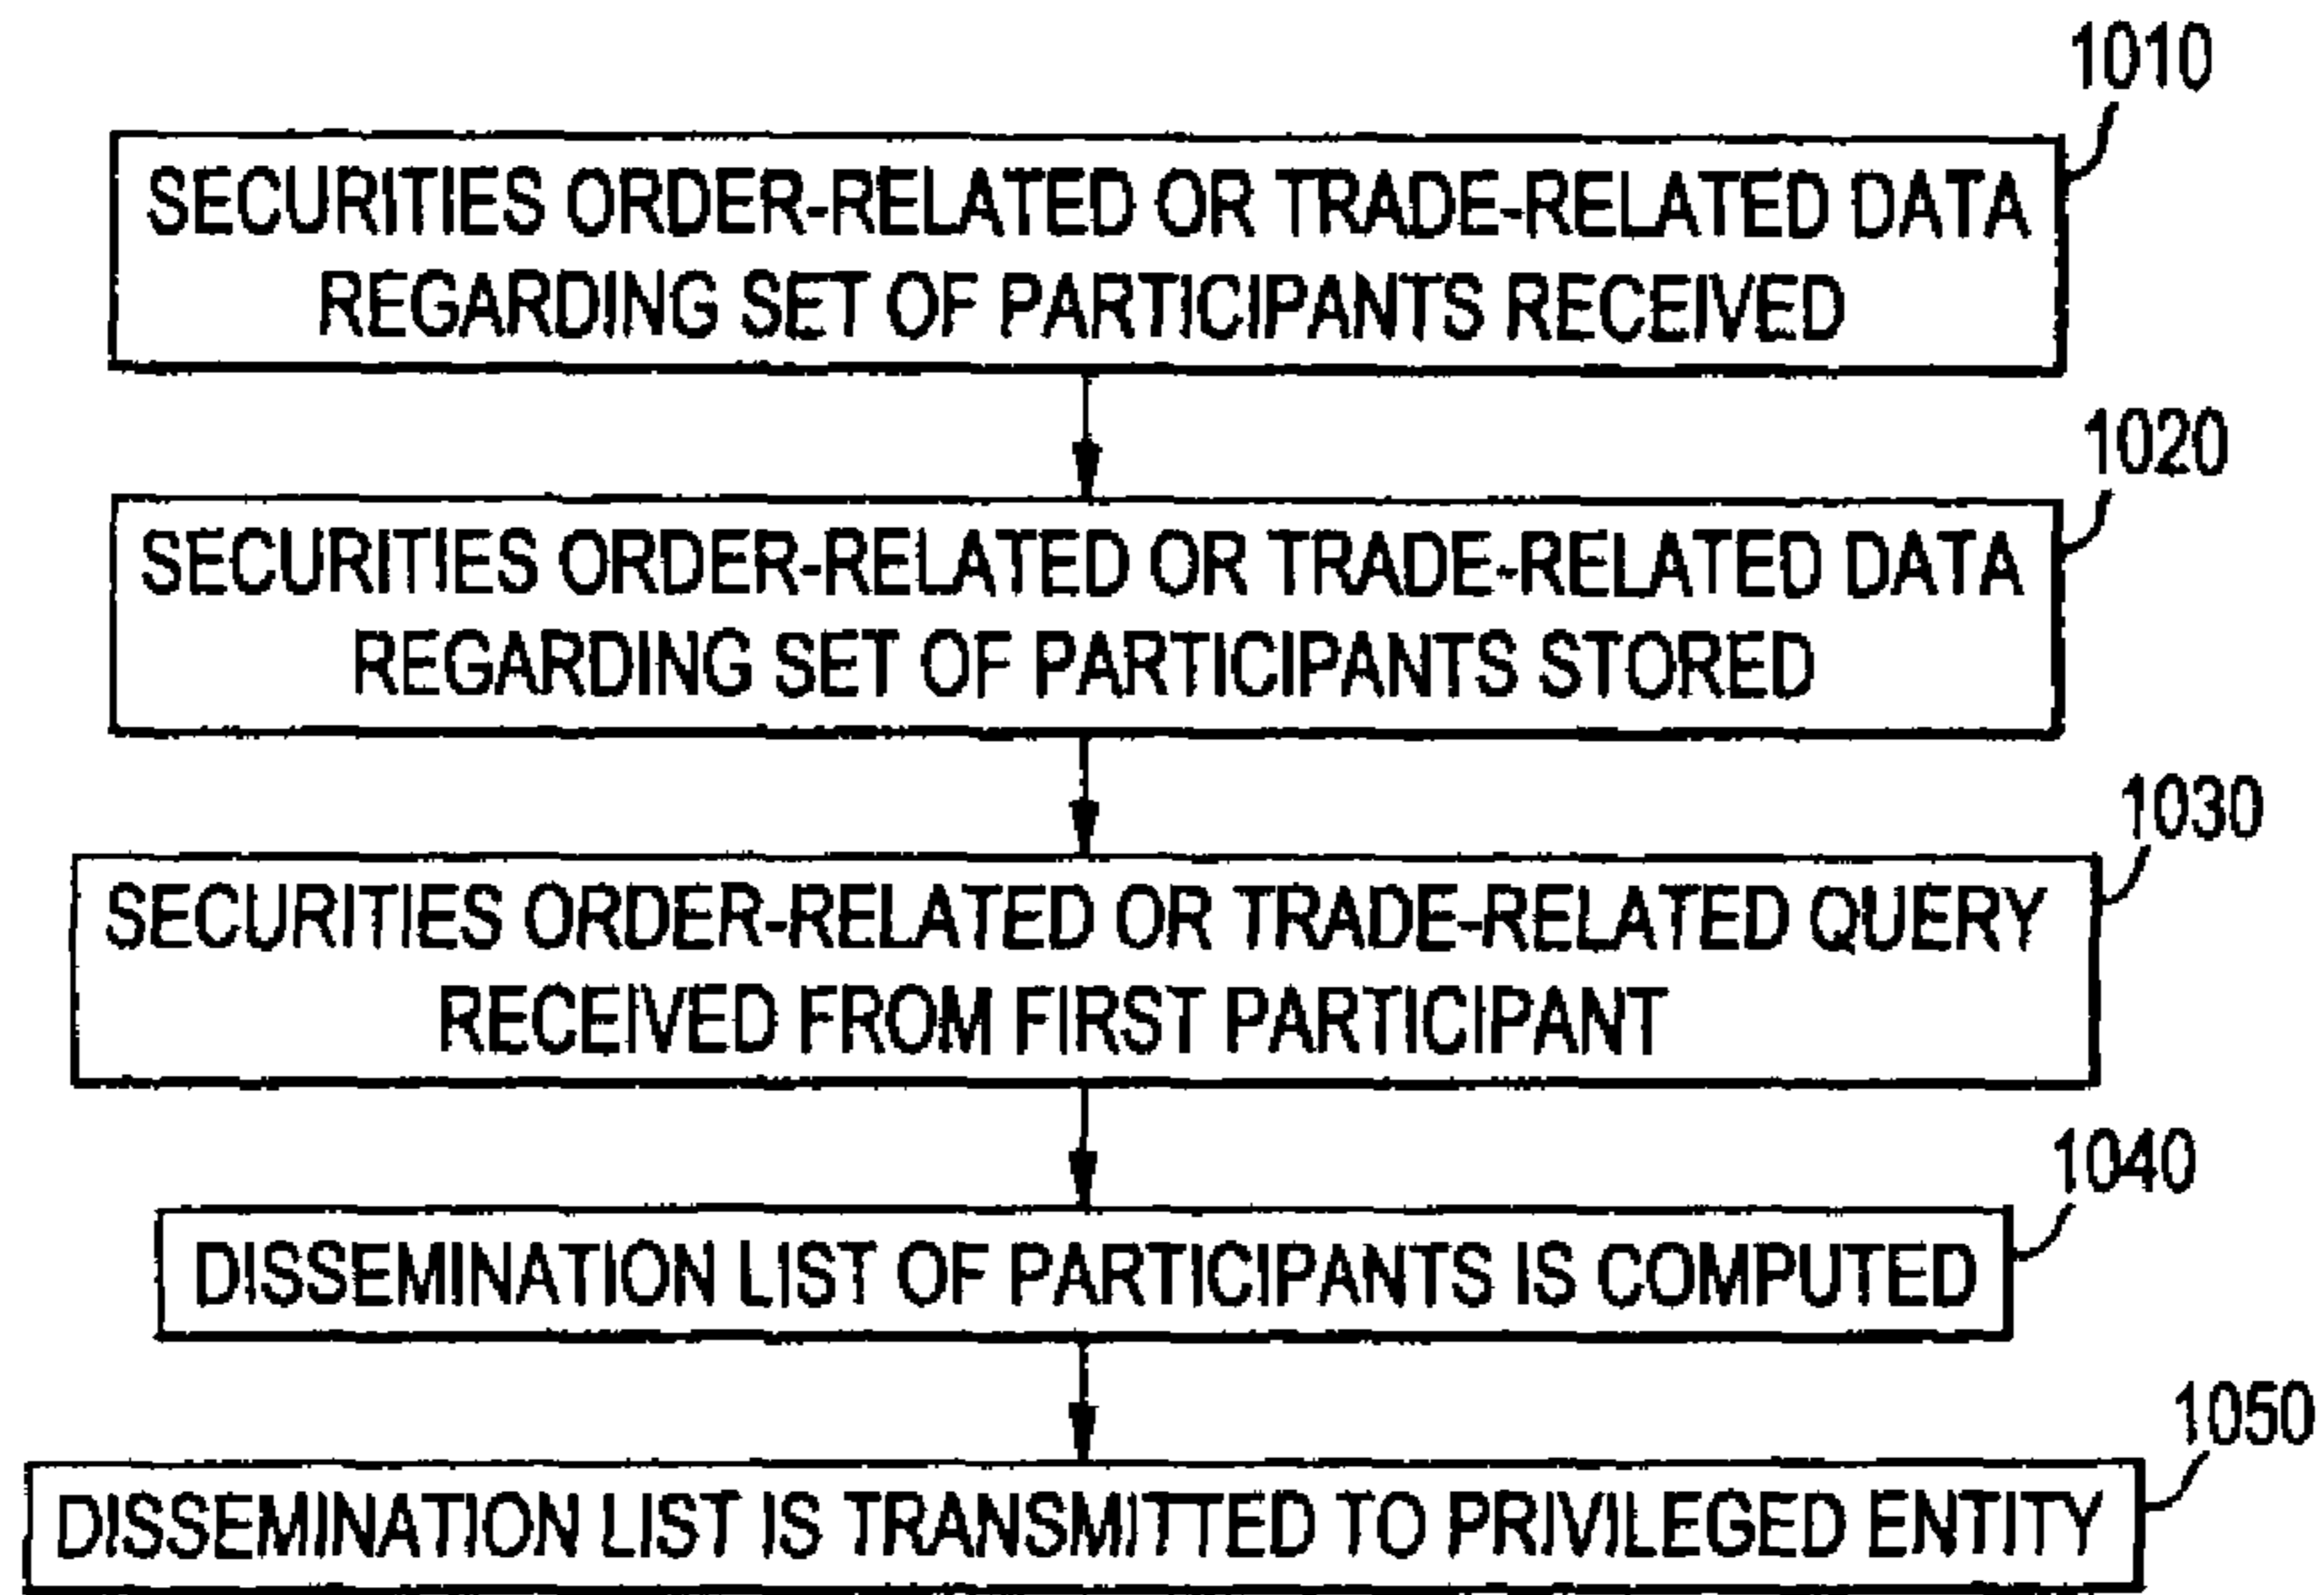 1010
SECURITIES ORDER-RELATED OR TRADE-RELATED DATA
REGARDING SET OF PARTICIPANTS RECEIVED
1020
SECURITIES ORDER-RELATED OR TRADE-RELATED DATA
REGARDING SET OF PARTICIPANTS STORED
1030
SECURITIES ORDER-RELATED OR TRADE-RELATED QUERY
RECEIVED FROM FIRST PARTICIPANT
1040
DISSEMINATION LIST OF PARTICIPANTS IS COMPUTED
1050
DISSEMINATION LIST IS TRANSMITTED TO PRIVILEGED ENTITY